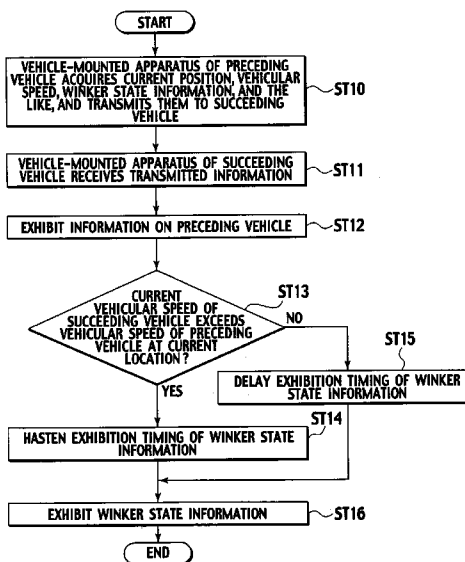 START
VEHICLE-MOUNTED APPARATUS OF PRECEDING
VEHICLE ACQUIRES CURRENT POSITION, VEHICULAR
SPEED, WINKER STATE INFORMATION, AND THE
LIKE, AND TRANSMITS THEM TO SUCCEEDING
VEHICLE
ST10
VEHICLE-MOUNTED APPARATUS OF SUCCEEDING
VEHICLE RECEIVES TRANSMITTED INFORMATION
ST11
EXHIBIT INFORMATION ON PRECEDING VEHICLE
ST12
ST13
CURRENT
VEHICULAR SPEED OF
SUCCEEDING VEHICLE EXCEEDS
VEHICULAR SPEED OF PRECEDING
VEHICLE AT CURRENT
LOCATION?
NO
YES
ST15
DELAY EXHIBITION TIMING OF WINKER
STATE INFORMATION
ST14
HASTEN EXHIBITION TIMING OF WINKER STATE
INFORMATION
EXHIBIT WINKER STATE INFORMATION
ST16
END